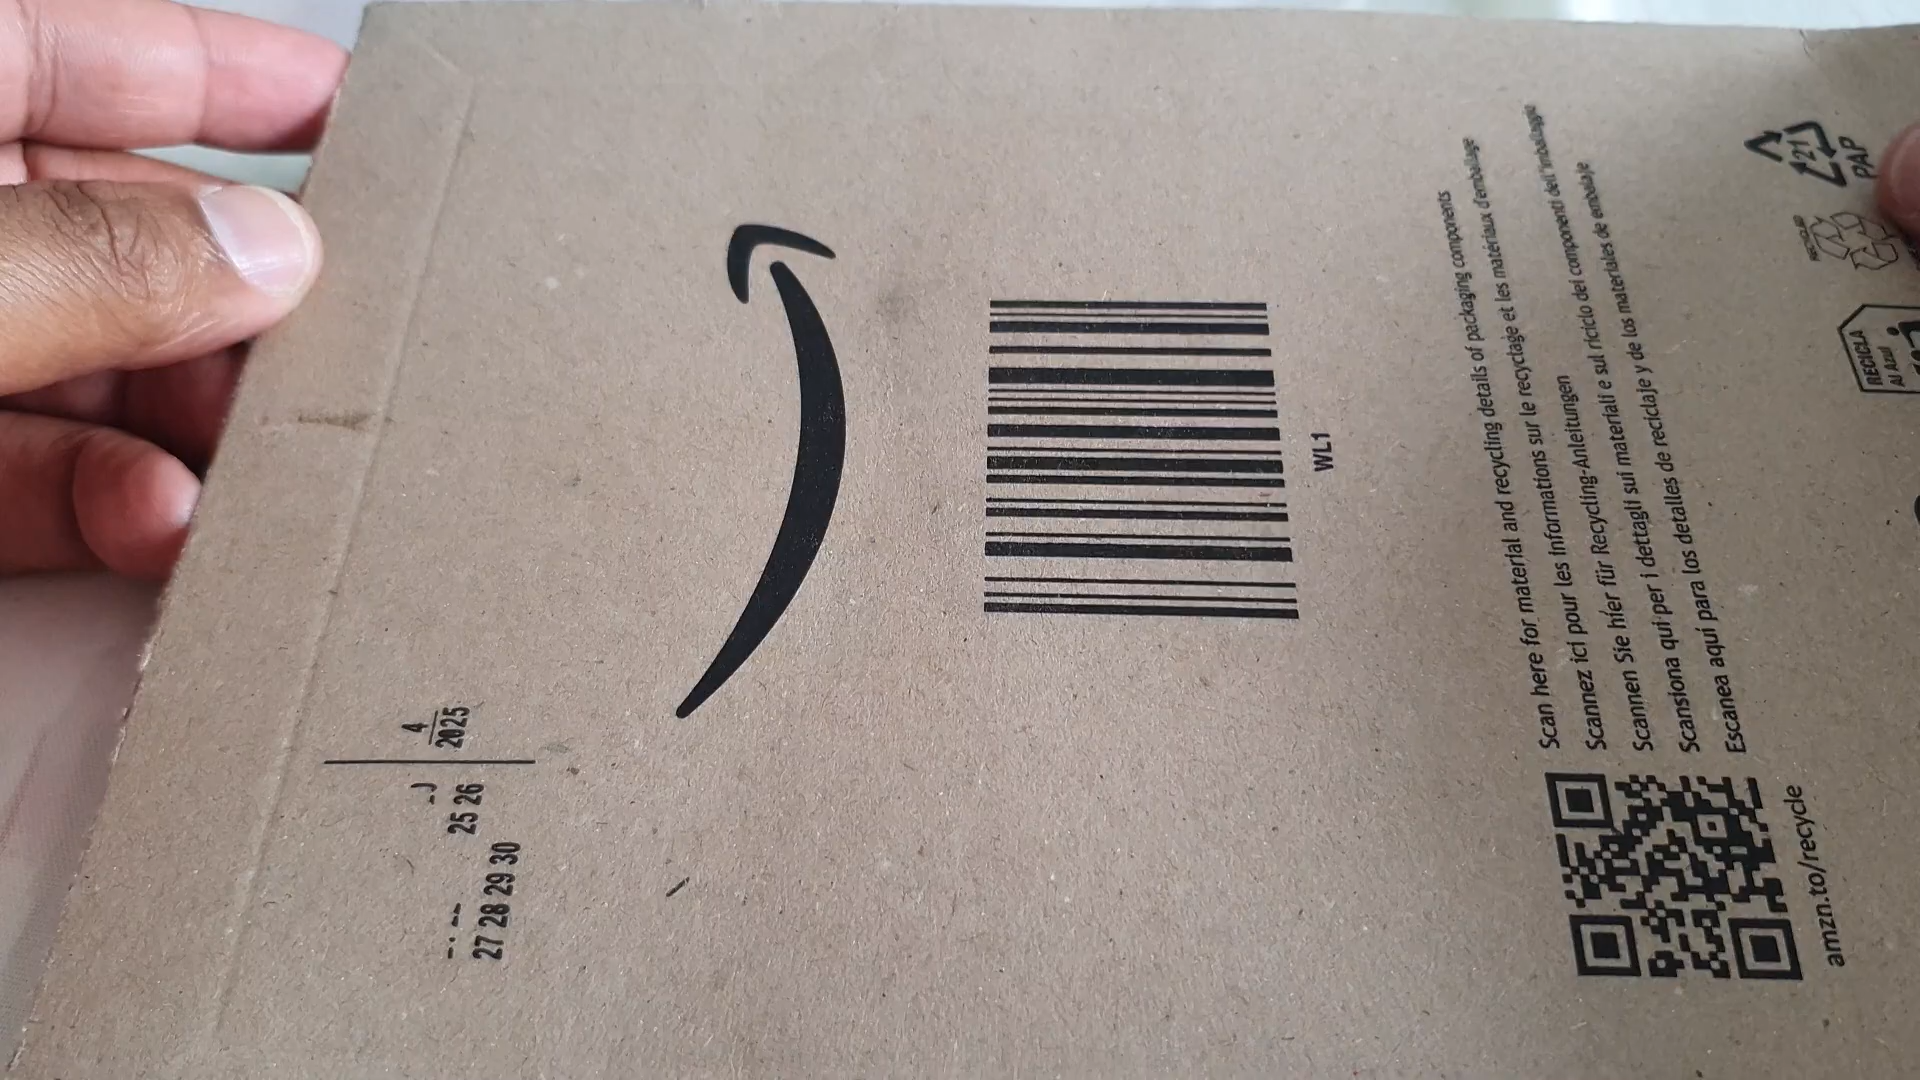 4
2025
25 26
27 28 29 30
WL1
Scan here for material and recycling details of packaging components
Scannez ici pour les informations sur le recyclage et les matériaux d'emballage
Scannen Sie hier für Recycling-Anleitungen
Scansiona qui per i dettagli sui materiali e sul riciclo dei componenti dell'imballaggio
Escanea aquí para los detalles de reciclaje y de los materiales de embalaje
amzn.to/recycle
21
PAP
RECICLA
Al Azul